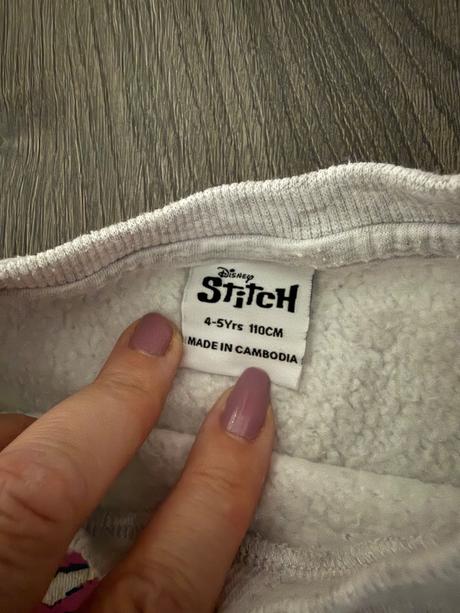 Disney
STITCH
4-5Yrs 110CM
MADE IN CAMBODIA